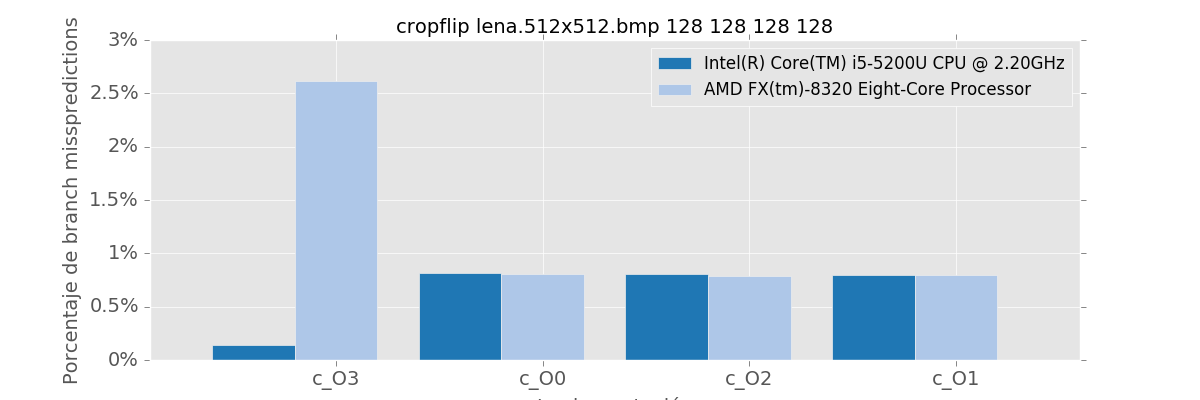 cropflip lena.512x512.bmp 128 128 128 128
Porcentaje de branch misspredictions
3%
2.5%
2%
1.5%
1%
0.5%
0%
Intel(R) Core(TM) i5-5200U CPU @ 2.20GHz
AMD FX(tm)-8320 Eight-Core Processor
c_O3 c_O0 c_O2 c_O1